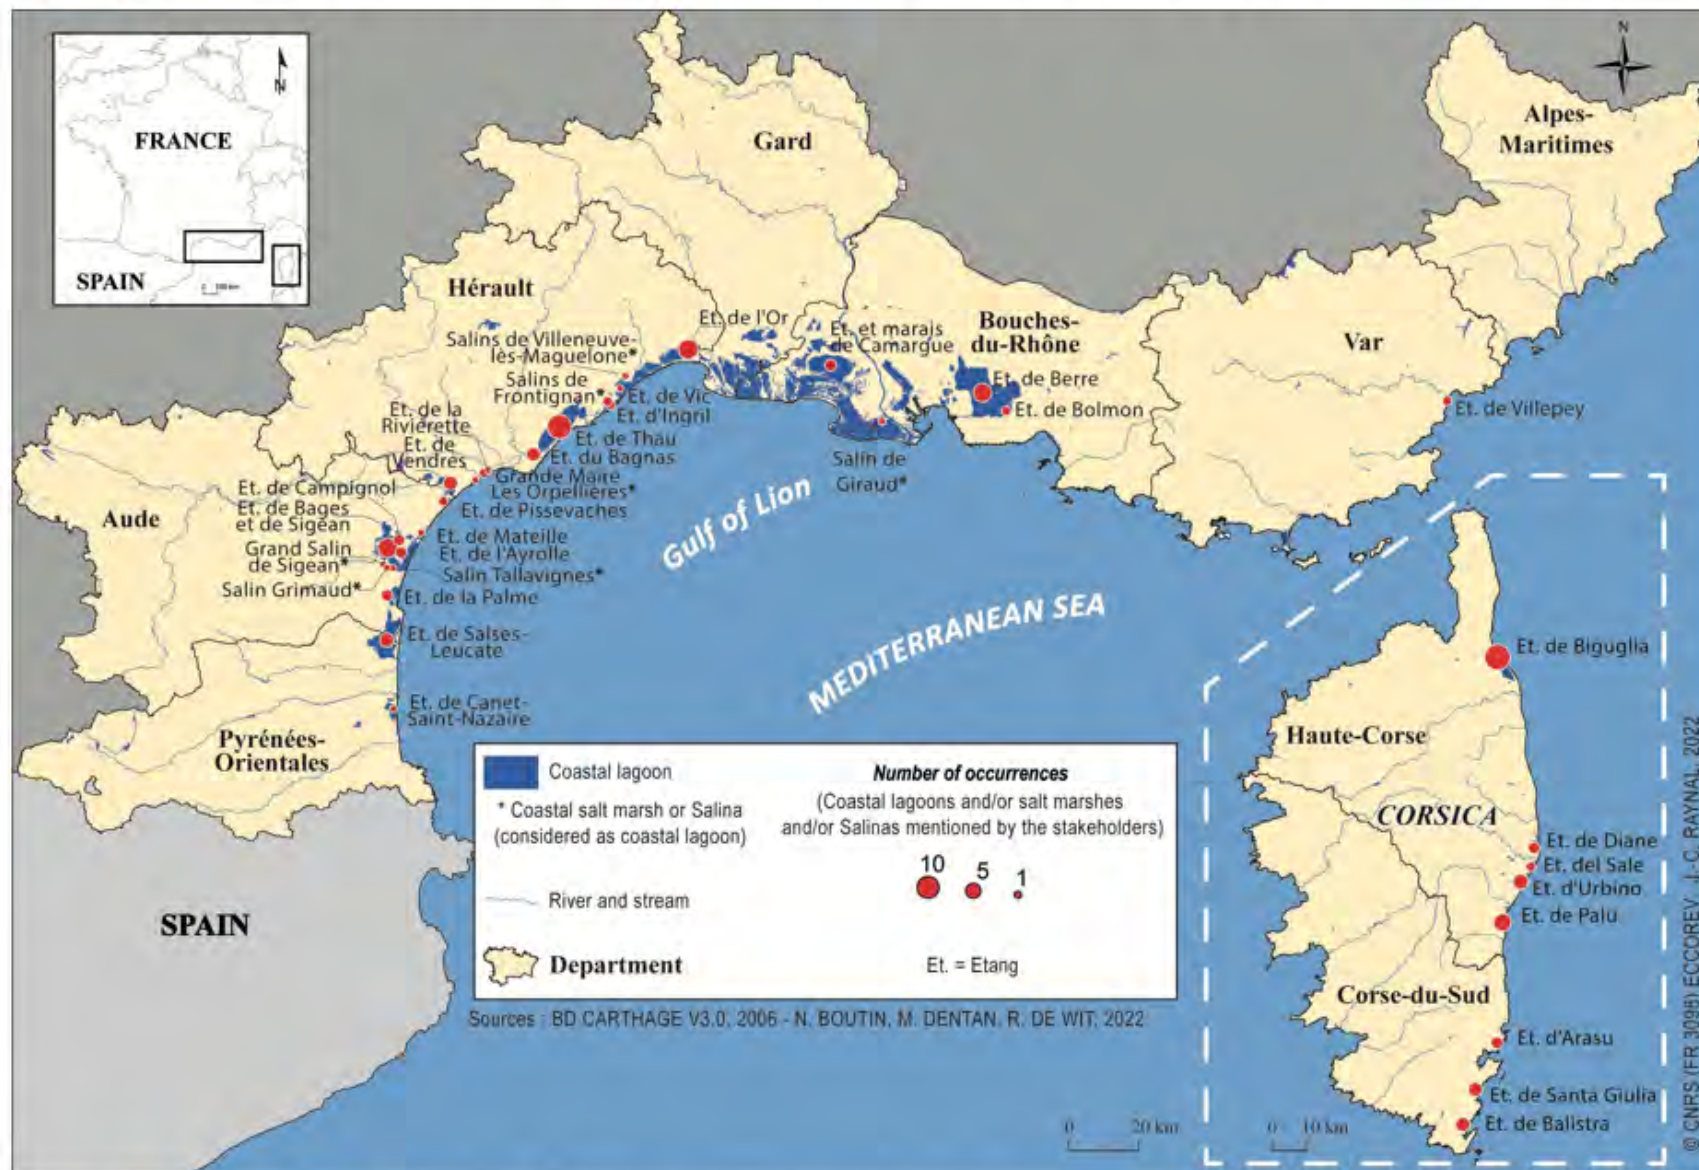 N
N
FRANCE
SPAIN
0 100 km
Gard
Alpes-
Maritimes
Hérault
Et. de l'Or
Salins de Villeneuve-
lès-Maguelone*
Et. et marais
de Camargue
Bouches-
du-Rhône
Var
Salins de
Frontignan*
Et. de Vic
Et. d'Ingril
Et. de Berre
Et. de Bolmon
Et. de Villepey
Et. de la
Rivièrette
Et. de
Vendres
Et. de Thau
Et. du Bagnas
Salin de
Giraud*
Et. de Campignol
Grande Maire
Les Orpellières*
Et. de Pissevaches
Aude
Et. de Bages
et de Sigean
Et. de Mateille
Et. de l'Ayrolle
Grand Salin
de Sigean*
Salin Tallavignes*
Salin Grimaud*
Et. de la Palme
Gulf of Lion
MEDITERRANEAN SEA
Et. de Salses-
Leucate
Et. de Canet-
Saint-Nazaire
Pyrénées-
Orientales
SPAIN
Et. de Biguglia
Haute-Corse
CORSICA
Et. de Diane
Et. del Sale
Et. d'Urbino
Et. de Palu
Corse-du-Sud
Et. d'Arasu
Et. de Santa Giulia
Et. de Balistra
Coastal lagoon
* Coastal salt marsh or Salina
(considered as coastal lagoon)
River and stream
Department
Number of occurrences
(Coastal lagoons and/or salt marshes
and/or Salinas mentioned by the stakeholders)
10 5 1
Et. = Etang
Sources : BD CARTHAGE V3.0, 2006 - N. BOUTIN, M. DENTAN, R. DE WIT, 2022
0 20 km
0 10 km
© CNRS (FR 3098) ECCOREV, J.-C. RAYNAL, 2022